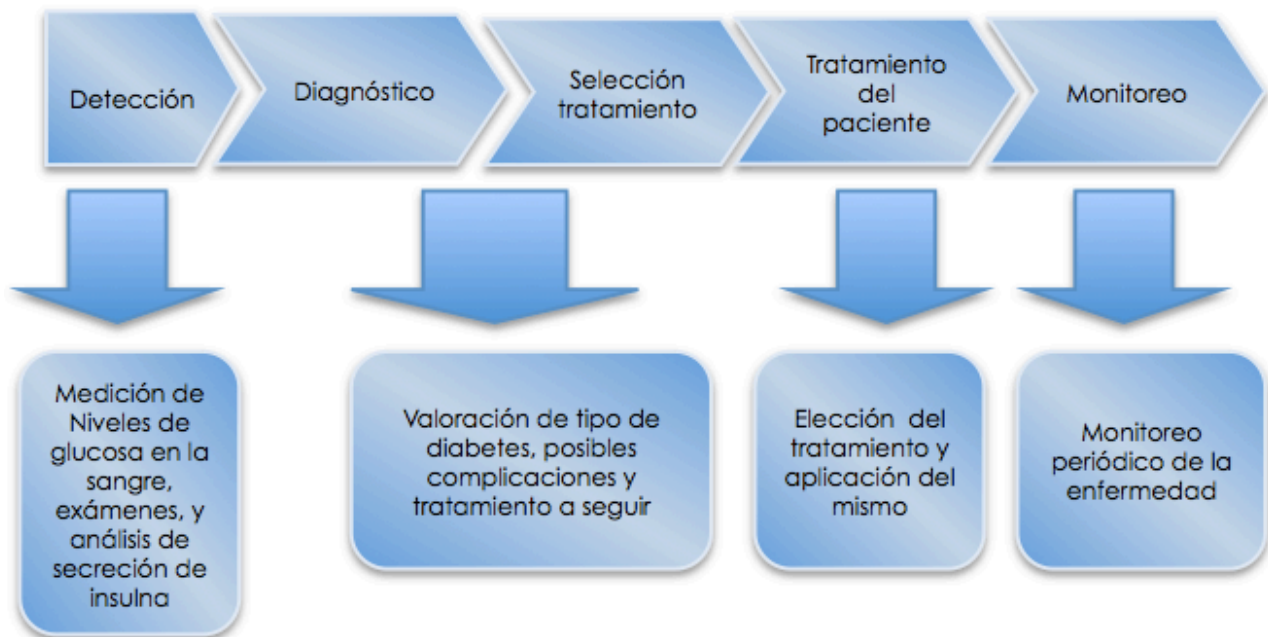 Detección
Diagnóstico
Selección
tratamiento
Tratamiento
del
paciente
Monitoreo
Medición de
Niveles de
glucosa en la
sangre,
exámenes, y
análisis de
secreción de
insulna
Valoración de tipo de
diabetes, posibles
complicaciones y
tratamiento a seguir
Elección del
tratamiento y
aplicación del
mismo
Monitoreo
periódico de la
enfermedad